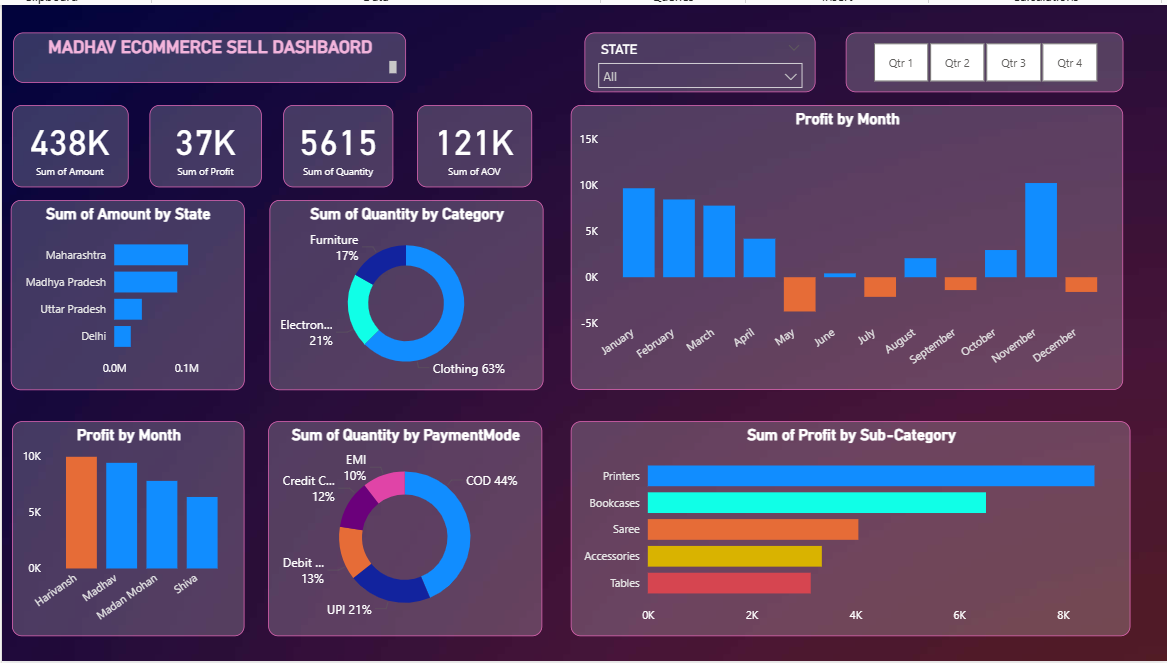 MADHAV ECOMMERCE SELL DASHBAORD
STATE
All
Qtr 1
Qtr 2
Qtr 3
Qtr 4
438K
Sum of Amount
37K
Sum of Profit
5615
Sum of Quantity
121K
Sum of AOV
Profit by Month
15K
10K
5K
0K
-5K
January
February
March
April
May
June
July
August
September
October
November
December
Sum of Amount by State
Maharashtra
Madhya Pradesh
Uttar Pradesh
Delhi
0.0M
0.1M
Sum of Quantity by Category
Furniture
17%
Electron...
21%
Clothing 63%
Profit by Month
10K
5K
0K
Harivansh
Madhav
Madan Mohan
Shiva
Sum of Quantity by PaymentMode
EMI
10%
Credit C...
12%
Debit ...
13%
UPI 21%
COD 44%
Sum of Profit by Sub-Category
Printers
Bookcases
Saree
Accessories
Tables
0K
2K
4K
6K
8K